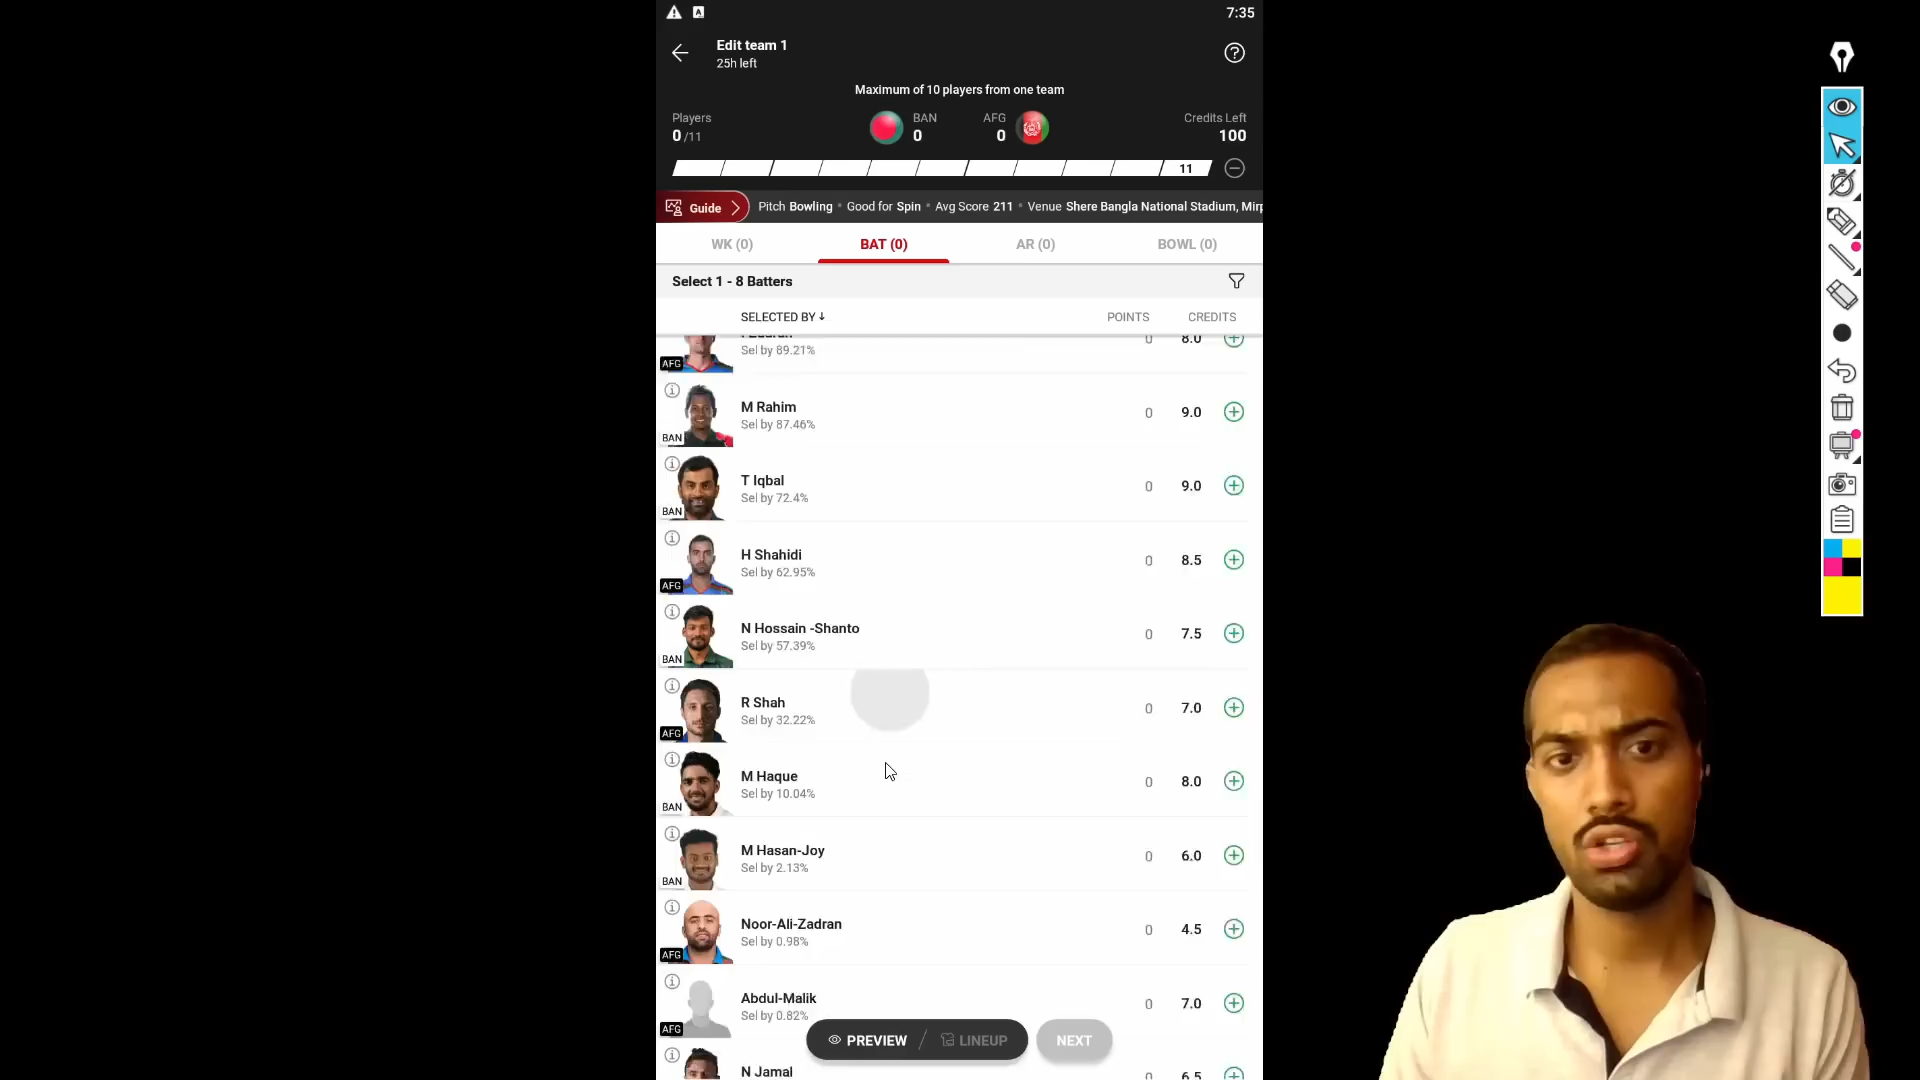 7:35
Edit team 1
25h left
Maximum of 10 players from one team
Players
0 /11
BAN
0
AFG
0
Credits Left
100
11
Guide
Pitch Bowling • Good for Spin • Avg Score 211 • Venue Shere Bangla National Stadium, Mirp
WK (0)
BAT (0)
AR (0)
BOWL (0)
Select 1 - 8 Batters
SELECTED BY ↓
POINTS
CREDITS
Sel by 89.21%
0
8.0
AFG
M Rahim
Sel by 87.46%
0
9.0
BAN
T Iqbal
Sel by 72.4%
0
9.0
BAN
H Shahidi
Sel by 62.95%
0
8.5
AFG
N Hossain -Shanto
Sel by 57.39%
0
7.5
BAN
R Shah
Sel by 32.22%
0
7.0
AFG
M Haque
Sel by 10.04%
0
8.0
BAN
M Hasan-Joy
Sel by 2.13%
0
6.0
BAN
Noor-Ali-Zadran
Sel by 0.98%
0
4.5
AFG
Abdul-Malik
Sel by 0.82%
0
7.0
AFG
PREVIEW
LINEUP
NEXT
N Jamal
0
6.5